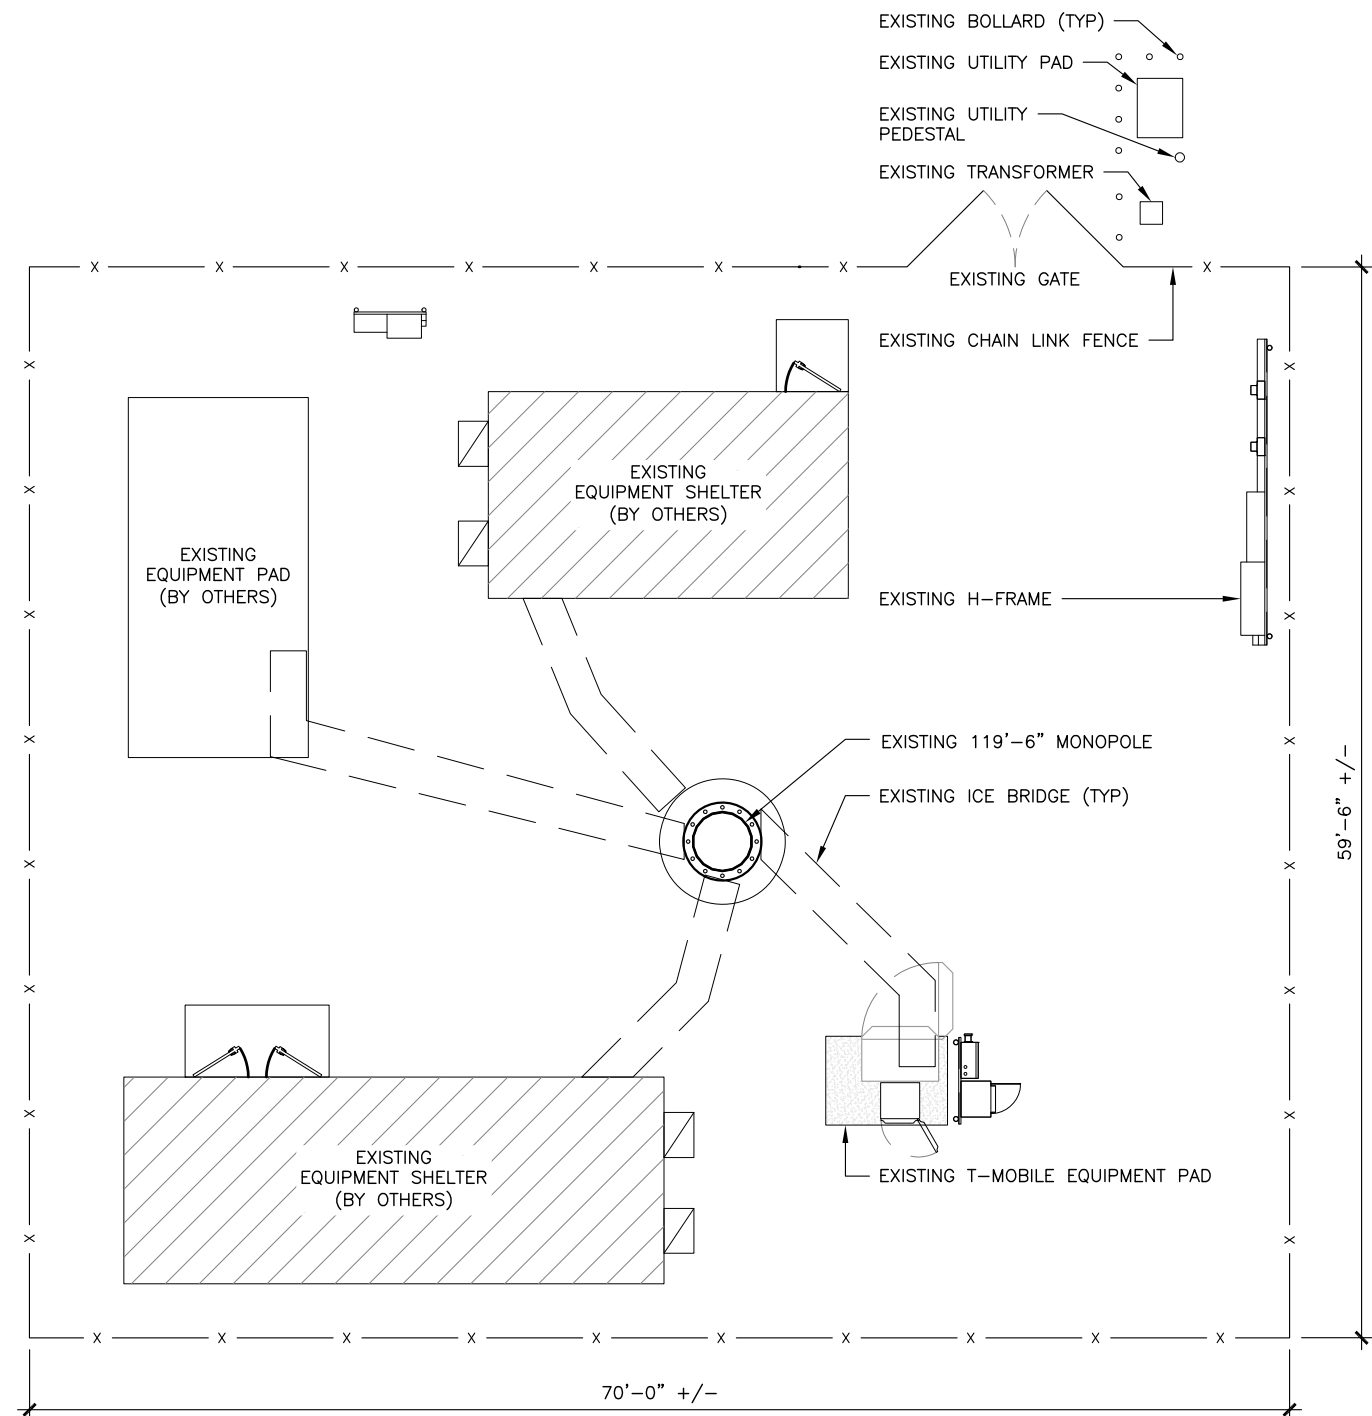 EXISTING BOLLARD (TYP)
EXISTING UTILITY PAD
EXISTING UTILITY
PEDESTAL
EXISTING TRANSFORMER
EXISTING GATE
EXISTING CHAIN LINK FENCE
EXISTING
EQUIPMENT SHELTER
(BY OTHERS)
EXISTING
EQUIPMENT PAD
(BY OTHERS)
EXISTING H-FRAME
EXISTING 119'-6" MONOPOLE
EXISTING ICE BRIDGE (TYP)
59'-6" +/-
EXISTING
EQUIPMENT SHELTER
(BY OTHERS)
EXISTING T-MOBILE EQUIPMENT PAD
70'-0" +/-